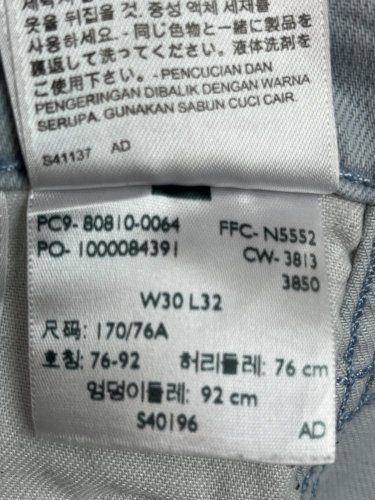 옷을 뒤집을 것. 중성 액체 세제를
사용하세요. - 同じ色物と一緒に製品を
裏返して洗ってください。液体洗剤を
ご使用下さい。- PENCUCIAN DAN
PENGERINGAN DIBALIK DENGAN WARNA
SERUPA. GUNAKAN SABUN CUCI CAIR.
S41137 AD
PC9- 80810-0064 FFC- N5552
PO- 1000084391 CW- 3813
3850
W30 L32
尺码: 170/76A
호칭: 76-92 허리둘레: 76 cm
엉덩이둘레: 92 cm
S40196 AD